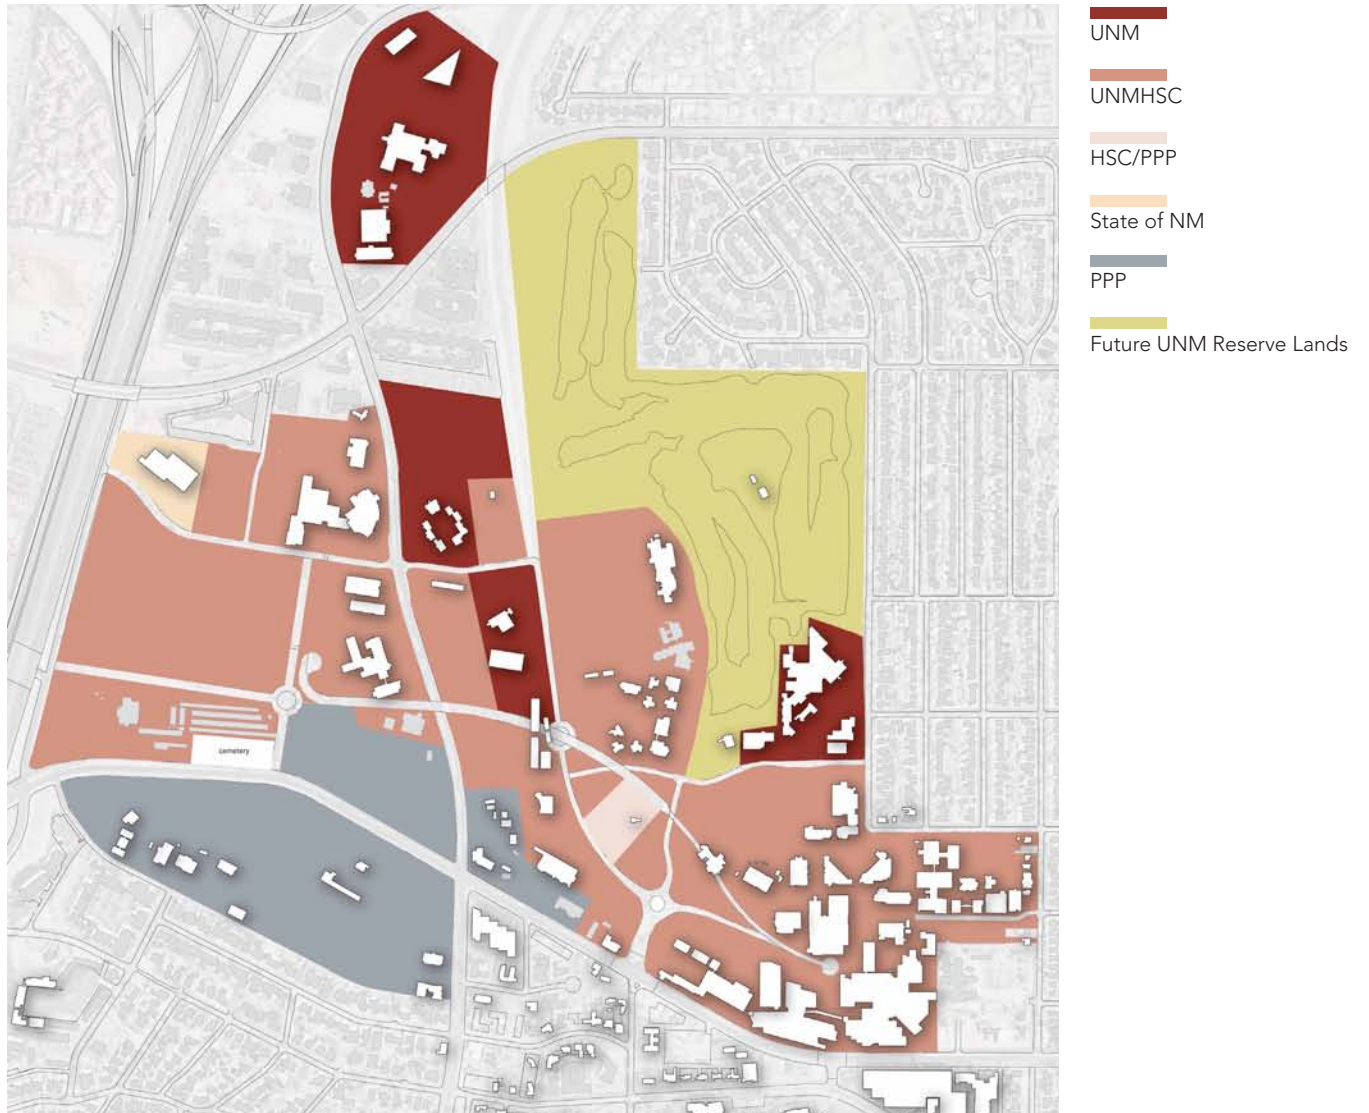 UNM
UNMHSC
HSC/PPP
State of NM
PPP
Future UNM Reserve Lands
cemetery